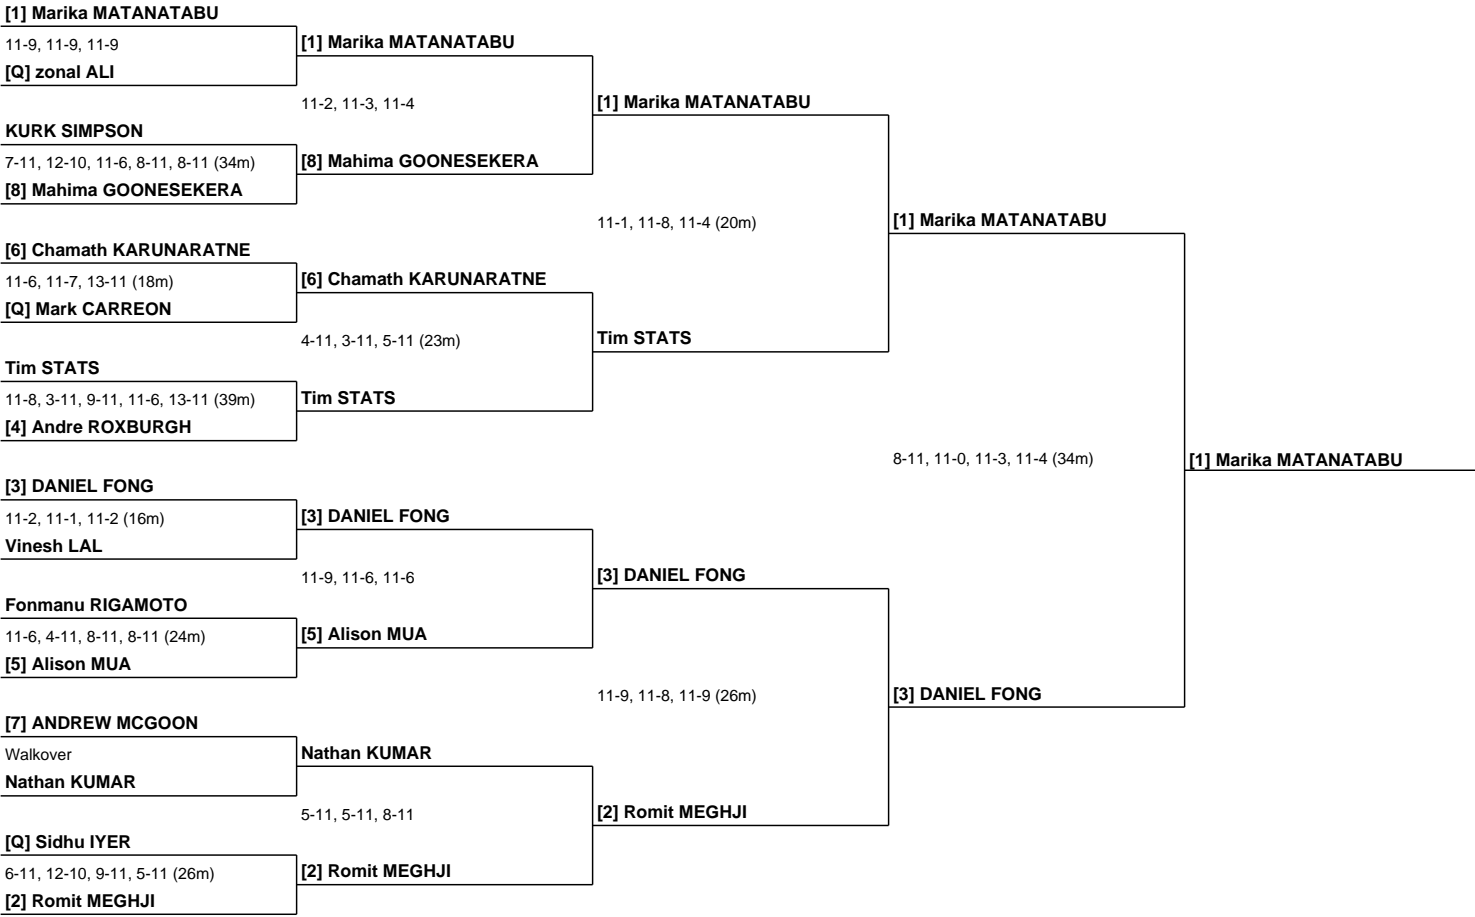 [1] Marika MATANATABU
11-9, 11-9, 11-9
[Q] zonal ALI
KURK SIMPSON
7-11, 12-10, 11-6, 8-11, 8-11 (34m)
[8] Mahima GOONESEKERA
[6] Chamath KARUNARATNE
11-6, 11-7, 13-11 (18m)
[Q] Mark CARREON
Tim STATS
11-8, 3-11, 9-11, 11-6, 13-11 (39m)
[4] Andre ROXBURGH
[3] DANIEL FONG
11-2, 11-1, 11-2 (16m)
Vinesh LAL
Fonmanu RIGAMOTO
11-6, 4-11, 8-11, 8-11 (24m)
[5] Alison MUA
[7] ANDREW MCGOON
Walkover
Nathan KUMAR
[Q] Sidhu IYER
6-11, 12-10, 9-11, 5-11 (26m)
[2] Romit MEGHJI
[1] Marika MATANATABU
11-2, 11-3, 11-4
[8] Mahima GOONESEKERA
[6] Chamath KARUNARATNE
4-11, 3-11, 5-11 (23m)
Tim STATS
[3] DANIEL FONG
11-9, 11-6, 11-6
[5] Alison MUA
Nathan KUMAR
5-11, 5-11, 8-11
[2] Romit MEGHJI
[1] Marika MATANATABU
11-1, 11-8, 11-4 (20m)
Tim STATS
[3] DANIEL FONG
11-9, 11-8, 11-9 (26m)
[2] Romit MEGHJI
[1] Marika MATANATABU
8-11, 11-0, 11-3, 11-4 (34m)
[3] DANIEL FONG
[1] Marika MATANATABU